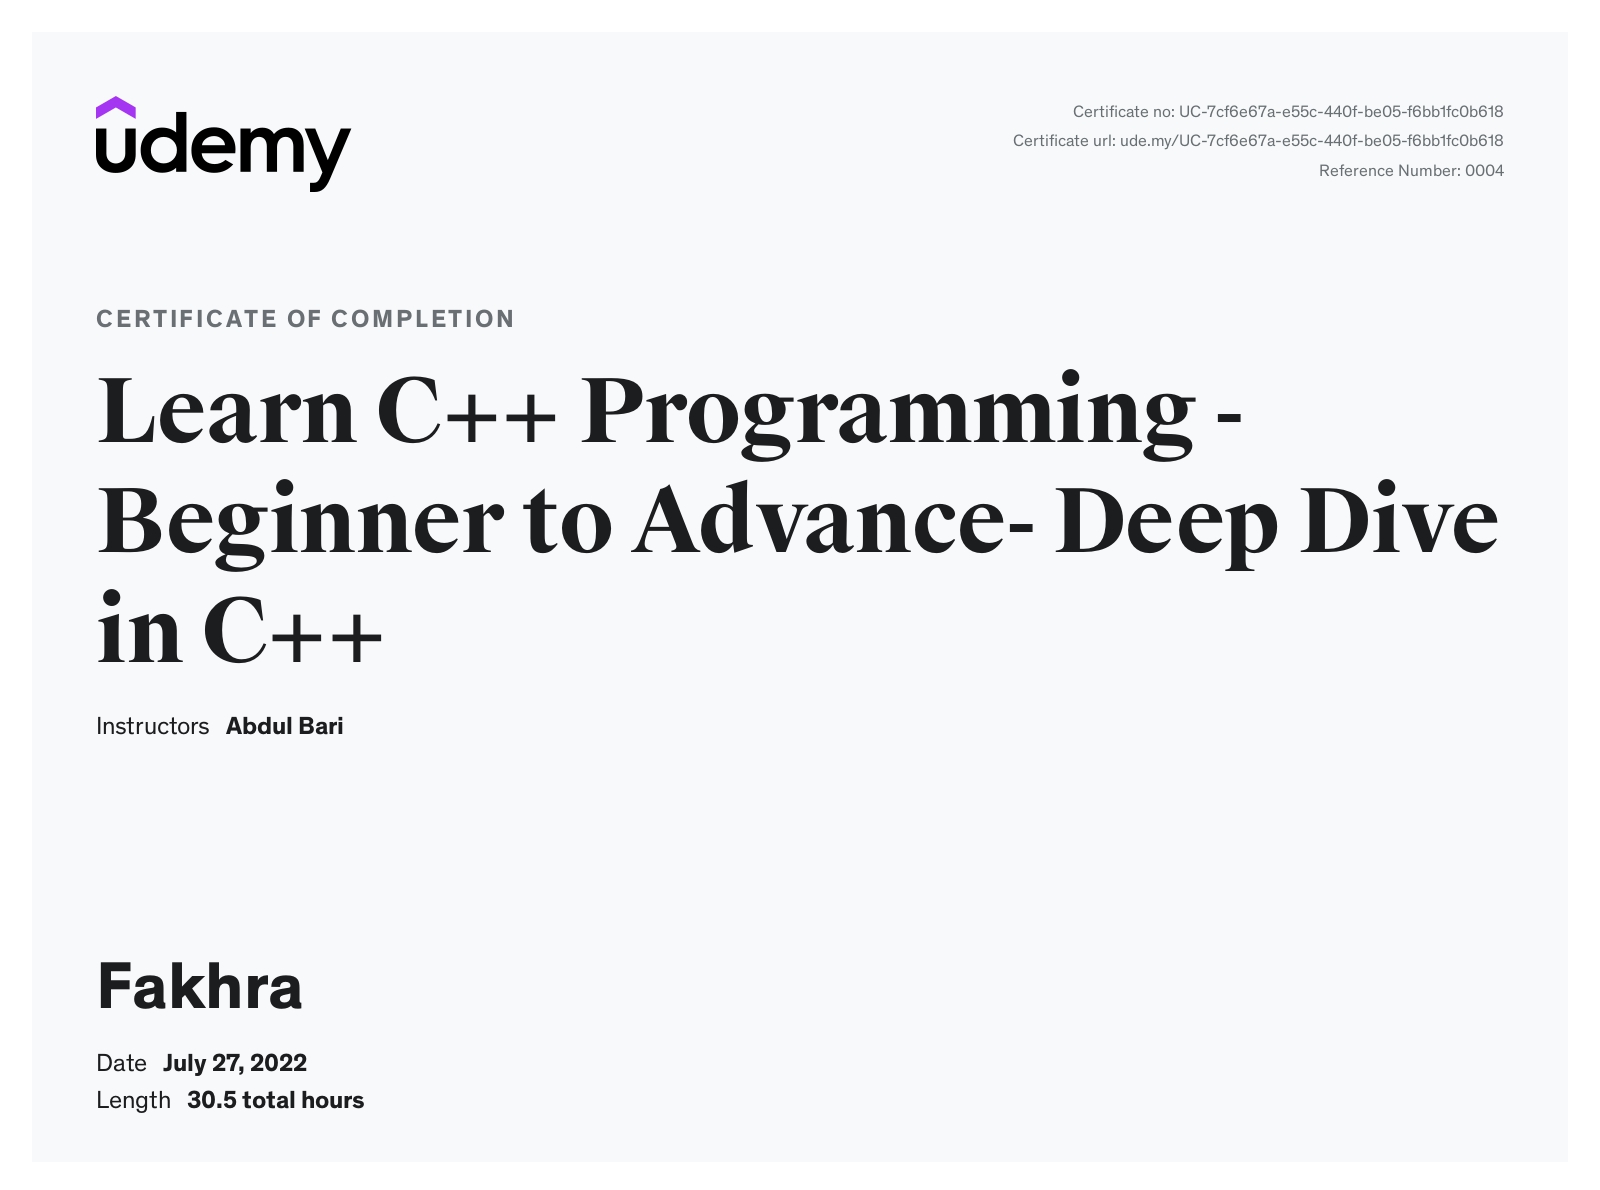 udemy
Certificate no: UC-7cf6e67a-e55c-440f-be05-f6bb1fc0b618
Certificate url: ude.my/UC-7cf6e67a-e55c-440f-be05-f6bb1fc0b618
Reference Number: 0004
CERTIFICATE OF COMPLETION
Learn C++ Programming -
Beginner to Advance- Deep Dive
in C++
Instructors Abdul Bari
Fakhra
Date July 27, 2022
Length 30.5 total hours